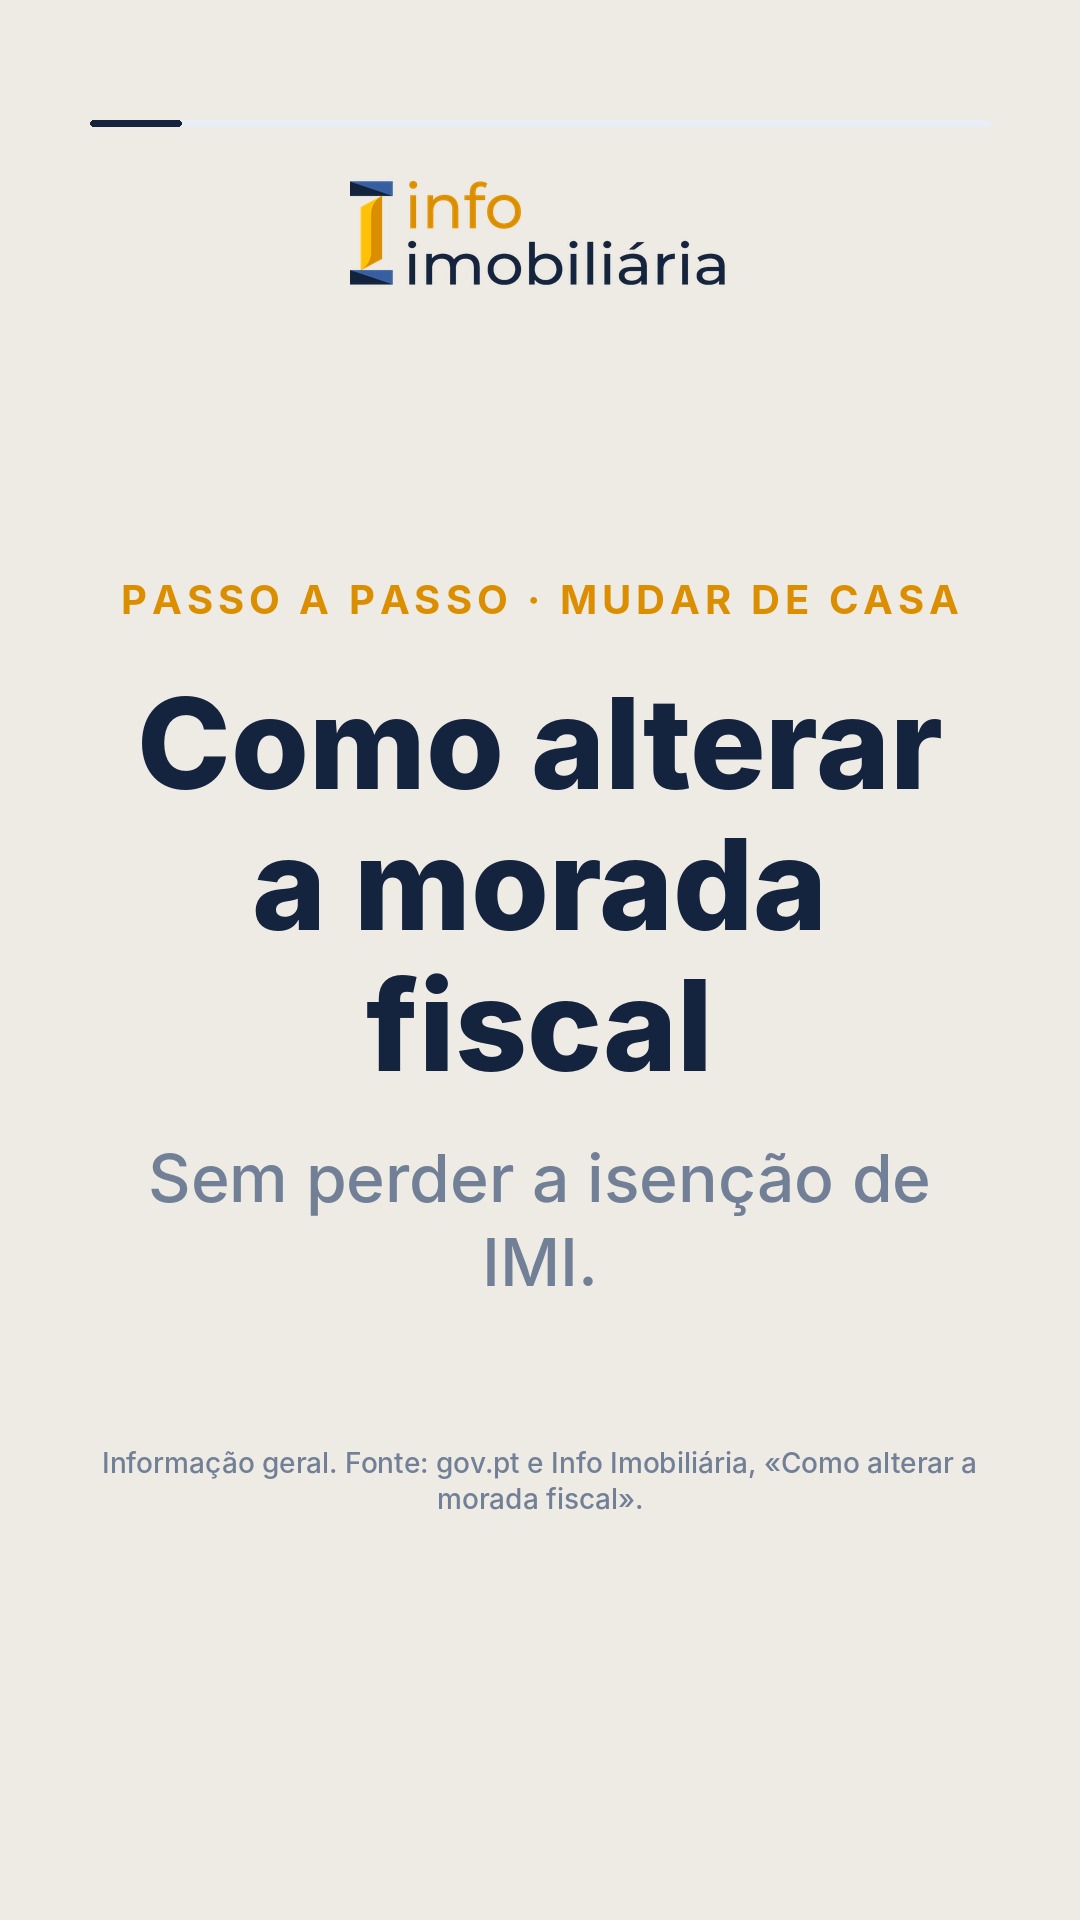 info
imobiliária
PASSO A PASSO · MUDAR DE CASA
Como alterar
a morada
fiscal
Sem perder a isenção de
IMI.
Informação geral. Fonte: gov.pt e Info Imobiliária, «Como alterar a
morada fiscal».